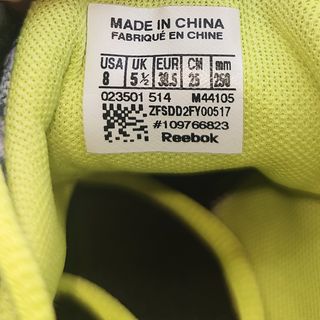 MADE IN CHINA
FABRIQUÉ EN CHINE
USA UK EUR CM mm
8 5½ 38.5 25 250
023501 514 M44105
ZFSDD2FY00517
#109766823
Reebok